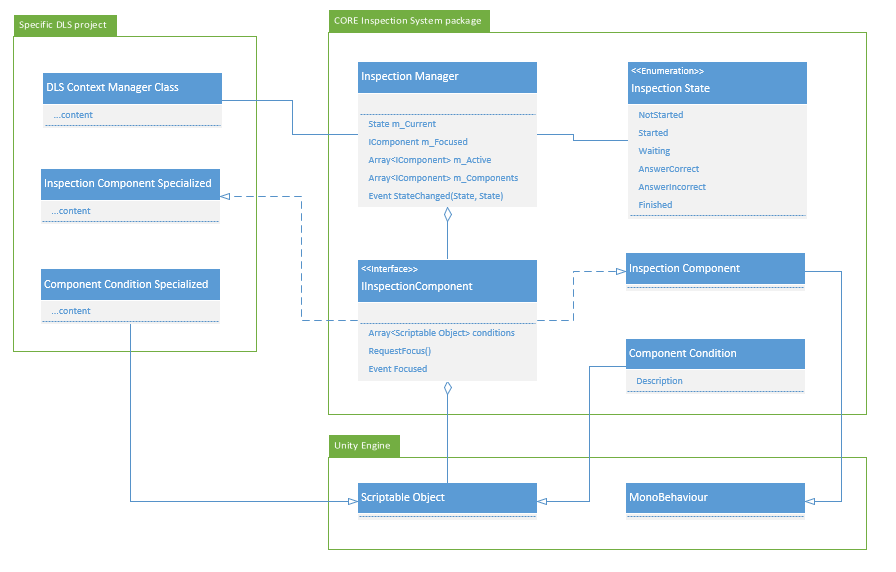 Specific DLS project
DLS Context Manager Class
...content
Inspection Component Specialized
...content
Component Condition Specialized
...content
CORE Inspection System package
Inspection Manager
State m_Current
IComponent m_Focused
Array<IComponent> m_Active
Array<IComponent> m_Components
Event StateChanged(State, State)
<<Enumeration>>
Inspection State
NotStarted
Started
Waiting
AnswerCorrect
AnswerIncorrect
Finished
<<Interface>>
IInspectionComponent
Array<Scriptable Object> conditions
RequestFocus()
Event Focused
Inspection Component
Component Condition
Description
Unity Engine
Scriptable Object
MonoBehaviour